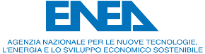 ENEA
AGENZIA NAZIONALE PER LE NUOVE TECNOLOGIE,
L'ENERGIA E LO SVILUPPO ECONOMICO SOSTENIBILE